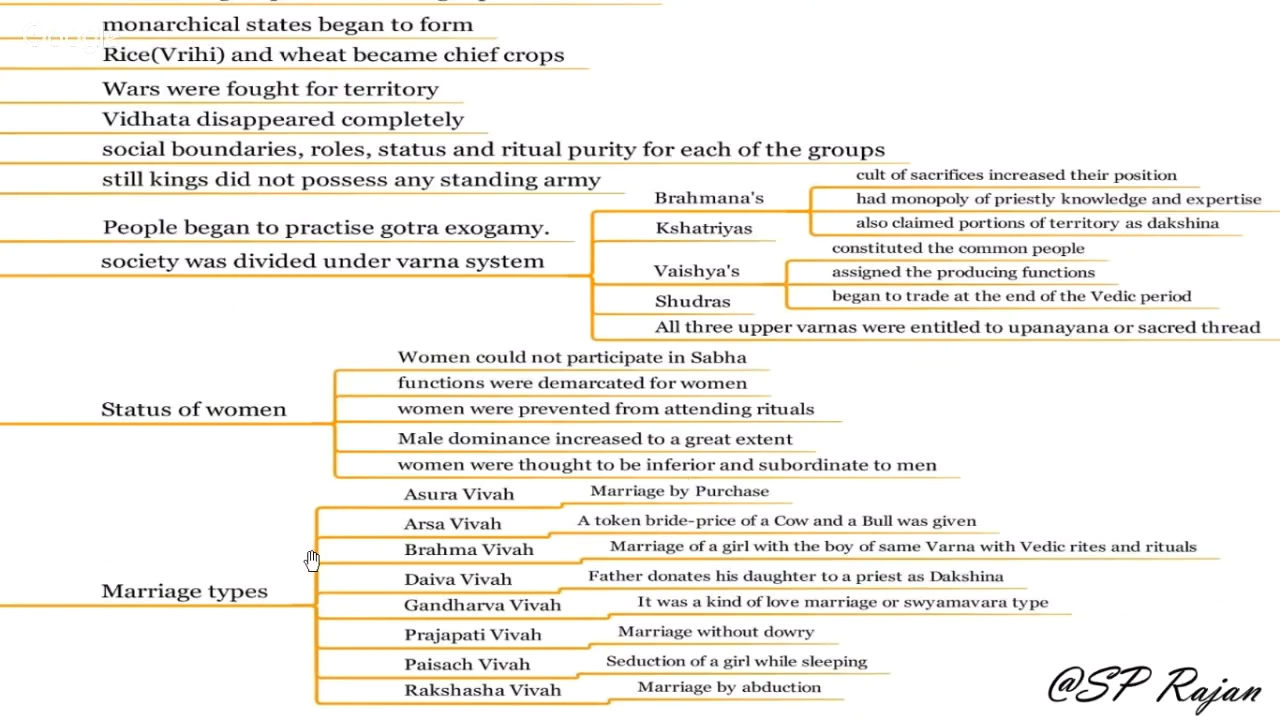 monarchical states began to form
Rice(Vrihi) and wheat became chief crops
Wars were fought for territory
Vidhata disappeared completely
social boundaries, roles, status and ritual purity for each of the groups
still kings did not possess any standing army
People began to practise gotra exogamy.
society was divided under varna system
Brahmana's
cult of sacrifices increased their position
had monopoly of priestly knowledge and expertise
also claimed portions of territory as dakshina
Kshatriyas
Vaishya's
constituted the common people
assigned the producing functions
began to trade at the end of the Vedic period
Shudras
All three upper varnas were entitled to upanayana or sacred thread
Status of women
Women could not participate in Sabha
functions were demarcated for women
women were prevented from attending rituals
Male dominance increased to a great extent
women were thought to be inferior and subordinate to men
Marriage types
Asura Vivah
Marriage by Purchase
Arsa Vivah
A token bride-price of a Cow and a Bull was given
Brahma Vivah
Marriage of a girl with the boy of same Varna with Vedic rites and rituals
Daiva Vivah
Father donates his daughter to a priest as Dakshina
Gandharva Vivah
It was a kind of love marriage or swyamavara type
Prajapati Vivah
Marriage without dowry
Paisach Vivah
Seduction of a girl while sleeping
Rakshasha Vivah
Marriage by abduction
@SP Rajan